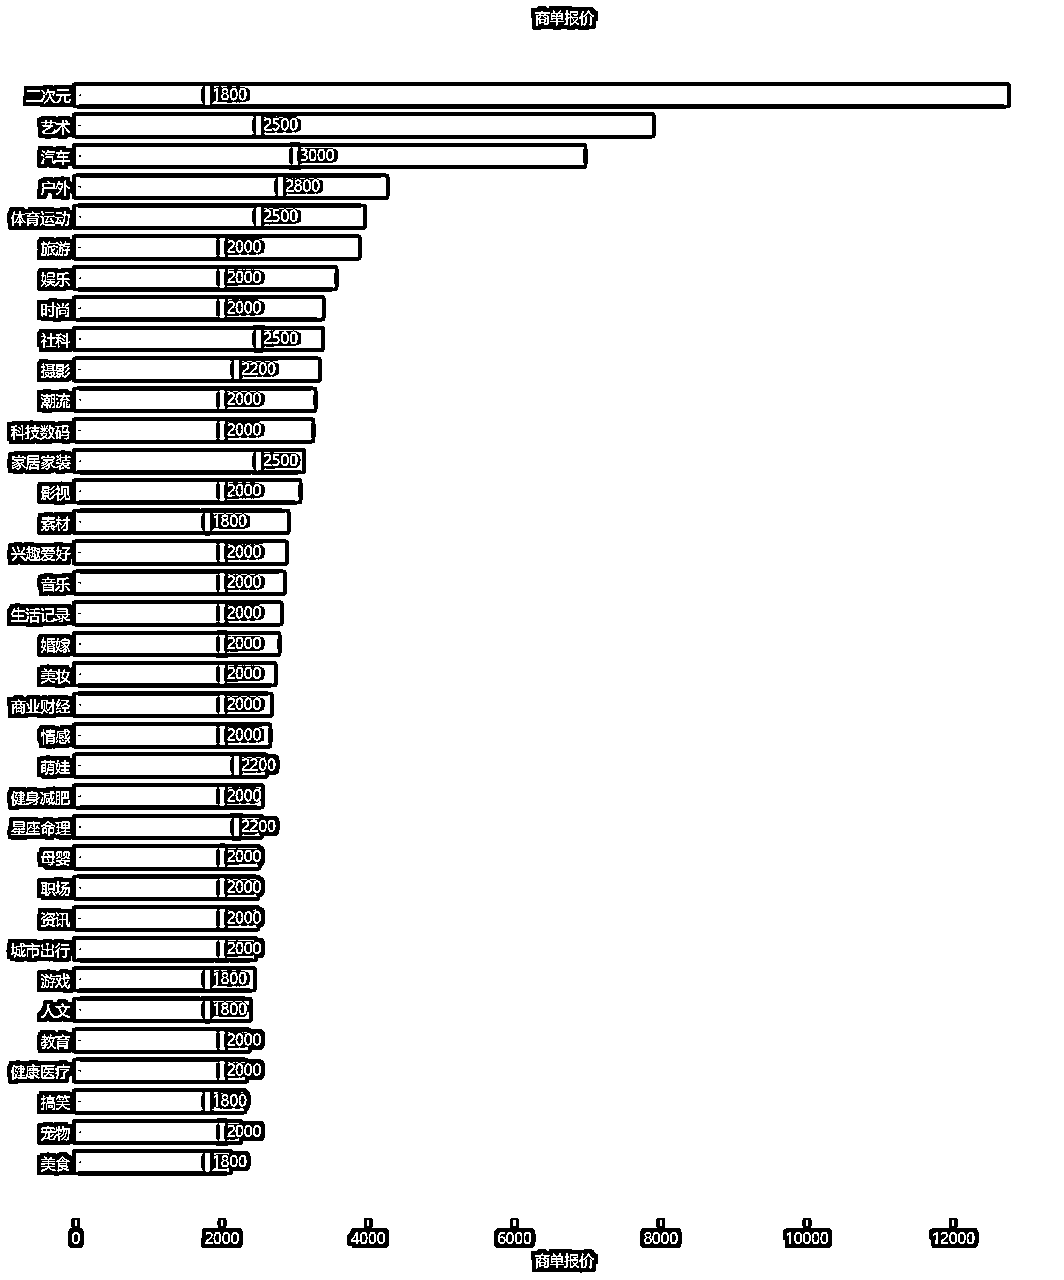 商单报价
二次元 1800
艺术 2500
汽车 3000
户外 2800
体育运动 2500
旅游 2000
娱乐 2000
时尚 2000
社科 2500
摄影 2200
潮流 2000
科技数码 2000
家居家装 2500
影视 2000
素材 1800
兴趣爱好 2000
音乐 2000
生活记录 2000
婚嫁 2000
美妆 2000
商业财经 2000
情感 2000
萌娃 2200
健身减肥 2000
星座命理 2200
母婴 2000
职场 2000
资讯 2000
城市出行 2000
游戏 1800
人文 1800
教育 2000
健康医疗 2000
搞笑 1800
宠物 2000
美食 1800
0 2000 4000 6000 8000 10000 12000
商单报价